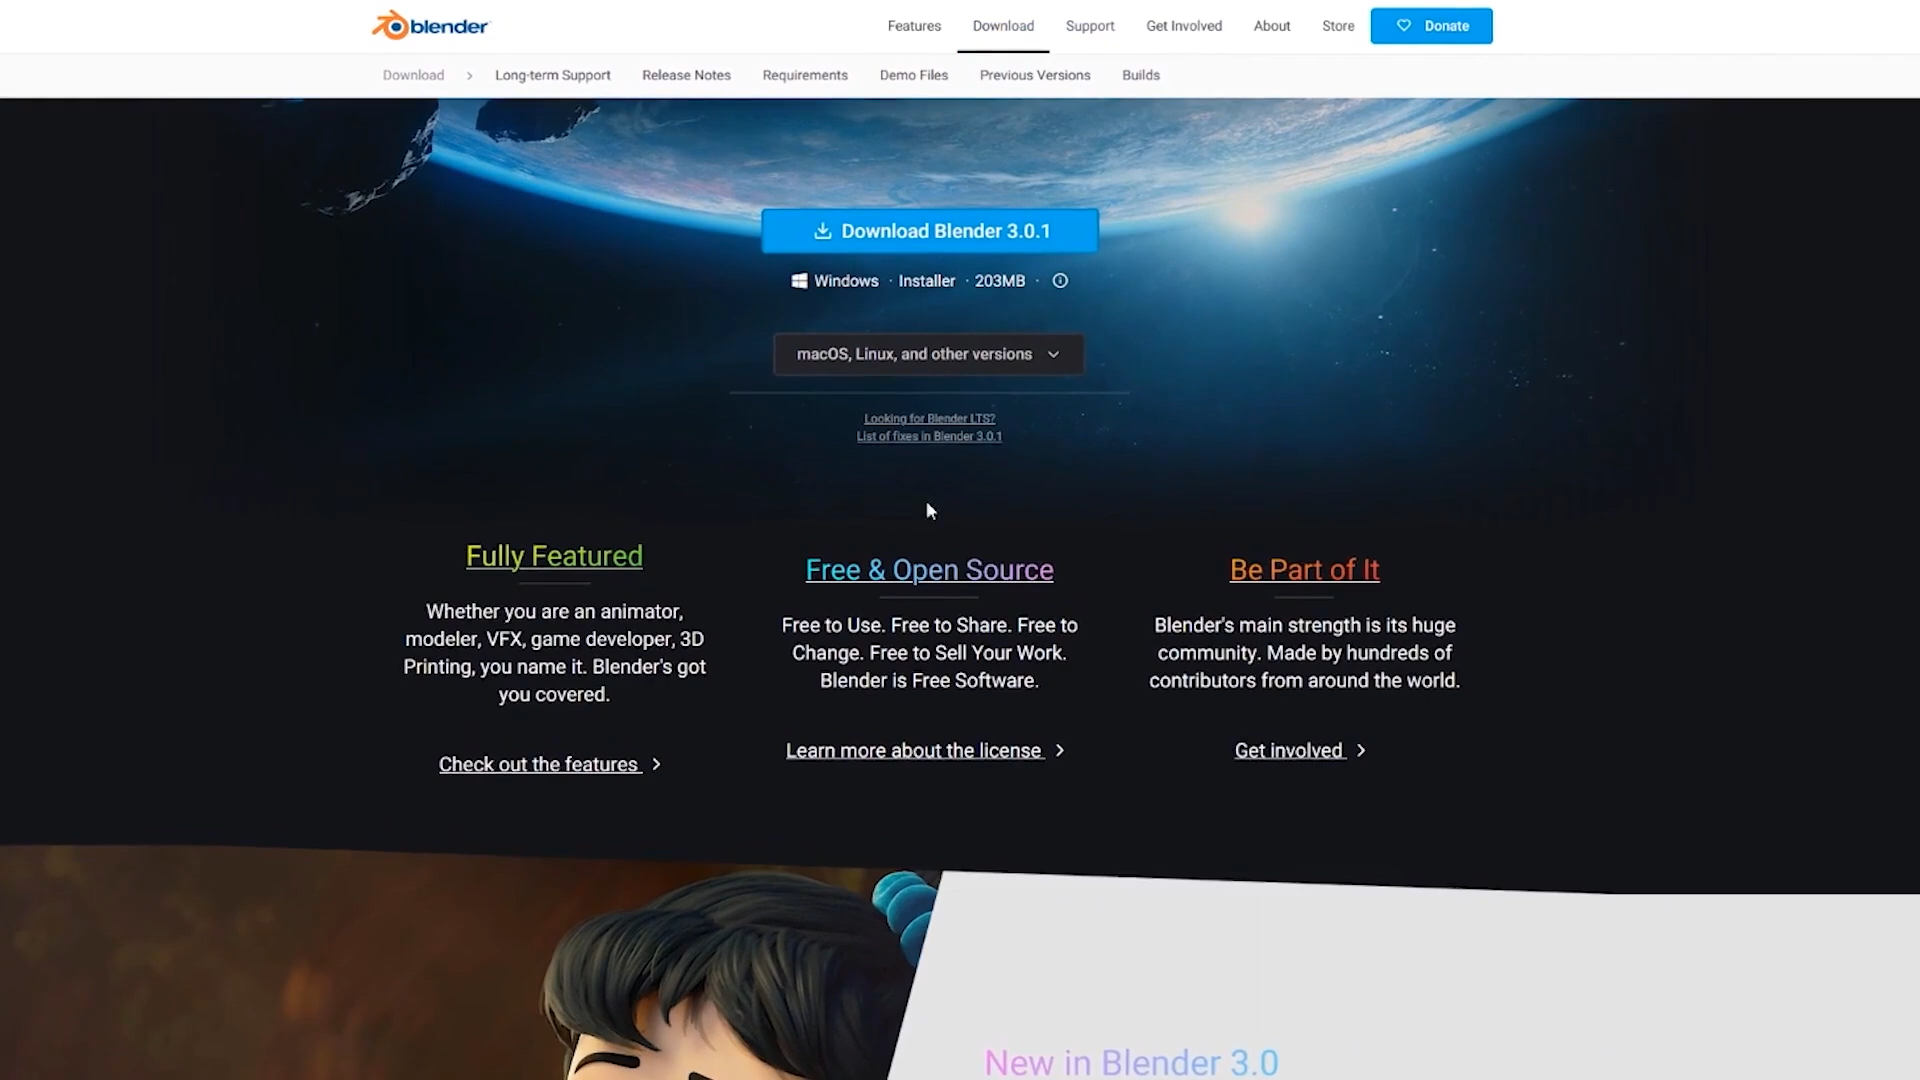 blender
Features Download Support Get Involved About Store Donate
Download Long-term Support Release Notes Requirements Demo Files Previous Versions Builds
Download Blender 3.0.1
Windows · Installer · 203MB ·
macOS, Linux, and other versions
Looking for Blender LTS?
List of fixes in Blender 3.0.1
Fully Featured
Whether you are an animator,
modeler, VFX, game developer, 3D
Printing, you name it. Blender's got
you covered.
Check out the features
Free & Open Source
Free to Use. Free to Share. Free to
Change. Free to Sell Your Work.
Blender is Free Software.
Learn more about the license
Be Part of It
Blender's main strength is its huge
community. Made by hundreds of
contributors from around the world.
Get involved
New in Blender 3.0